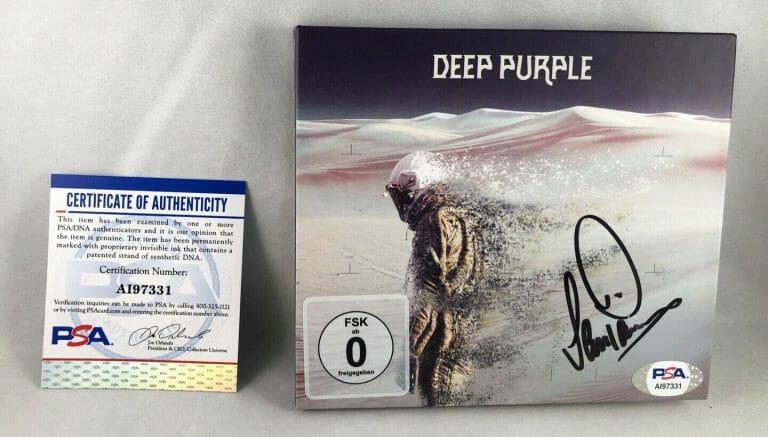 CERTIFICATE OF AUTHENTICITY
This item has been examined by one or more
PSA/DNA authenticators and it is our opinion that
the item is genuine. The item has been permanently
marked with proprietary invisible ink that contains a
patented strand of synthetic DNA.
Certification Number:
AI97331
Verification inquiries can be made to PSA by calling 800-325-1121
or by visiting PSAcard.com and entering the certification number above.
PSA
Joe Orlando
President & CEO, Collectors Universe
DEEP PURPLE
FSK
ab
0
freigegeben
PSA
AI97331